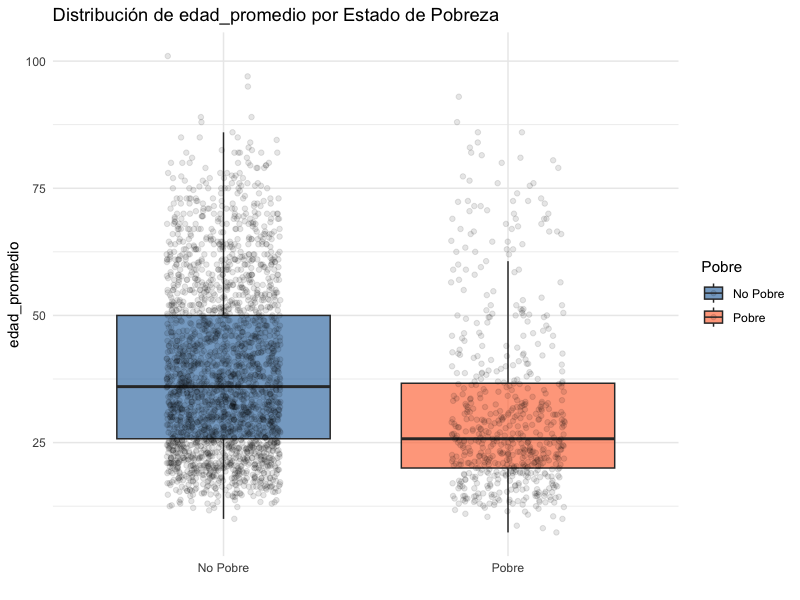 Distribución de edad_promedio por Estado de Pobreza
edad_promedio
100
75
50
25
No Pobre
Pobre
Pobre
No Pobre
Pobre